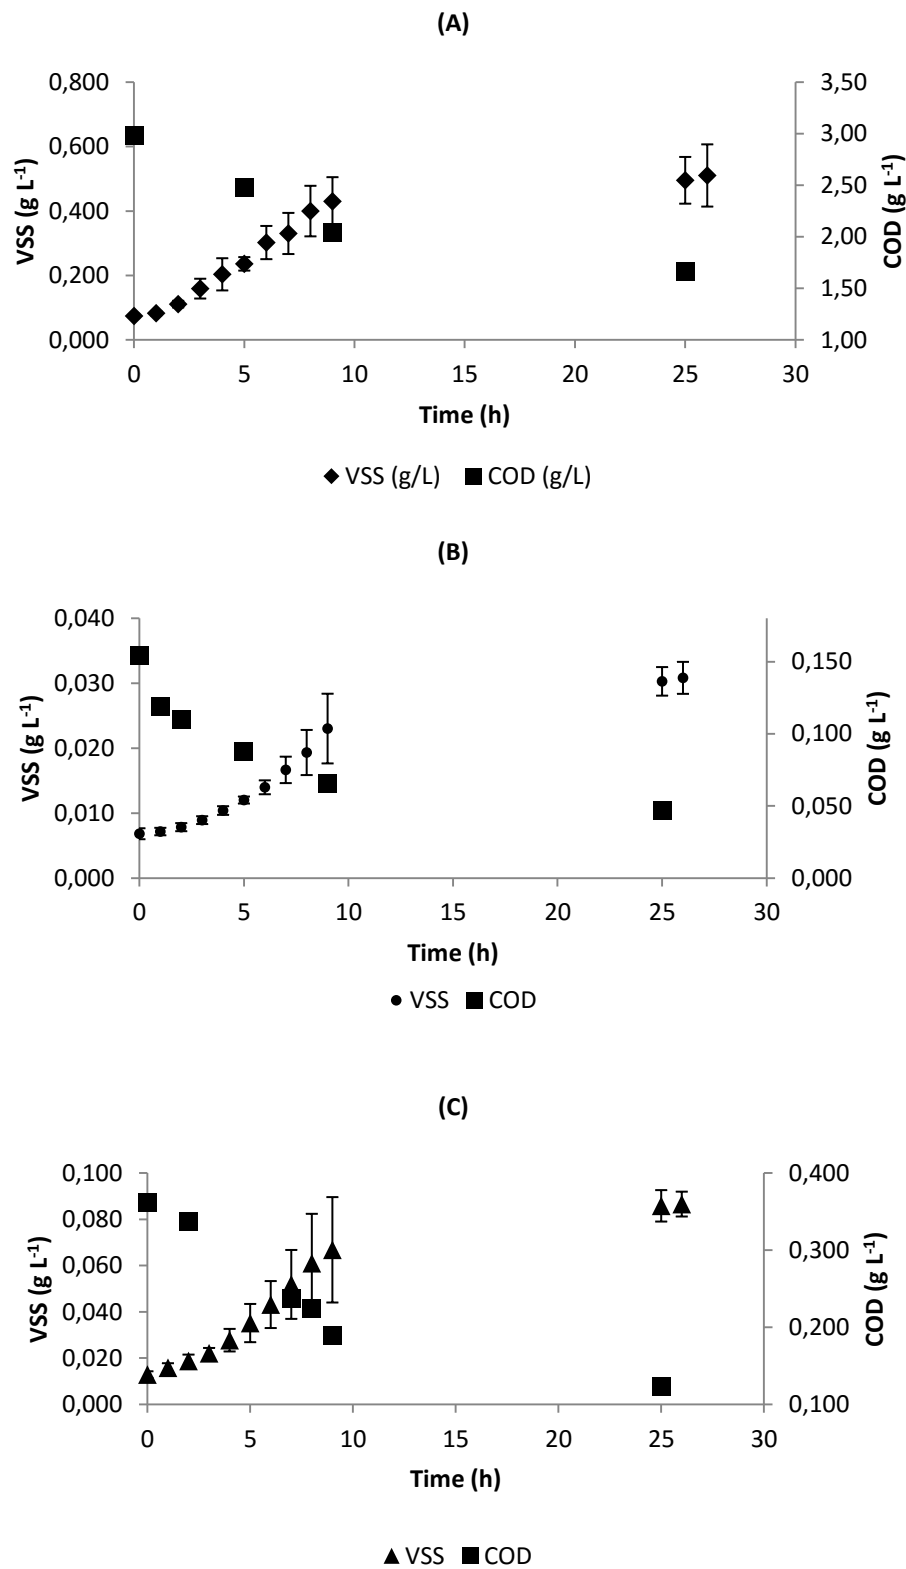 (A)
0,800
0,600
0,400
0,200
0,000
VSS (g L-1)
3,50
3,00
2,50
2,00
1,50
1,00
COD (g L-1)
0 5 10 15 20 25 30
Time (h)
VSS (g/L) COD (g/L)
(B)
0,040
0,030
0,020
0,010
0,000
VSS (g L-1)
0,150
0,100
0,050
0,000
COD (g L-1)
0 5 10 15 20 25 30
Time (h)
VSS COD
(C)
0,100
0,080
0,060
0,040
0,020
0,000
VSS (g L-1)
0,400
0,300
0,200
0,100
COD (g L-1)
0 5 10 15 20 25 30
Time (h)
VSS COD